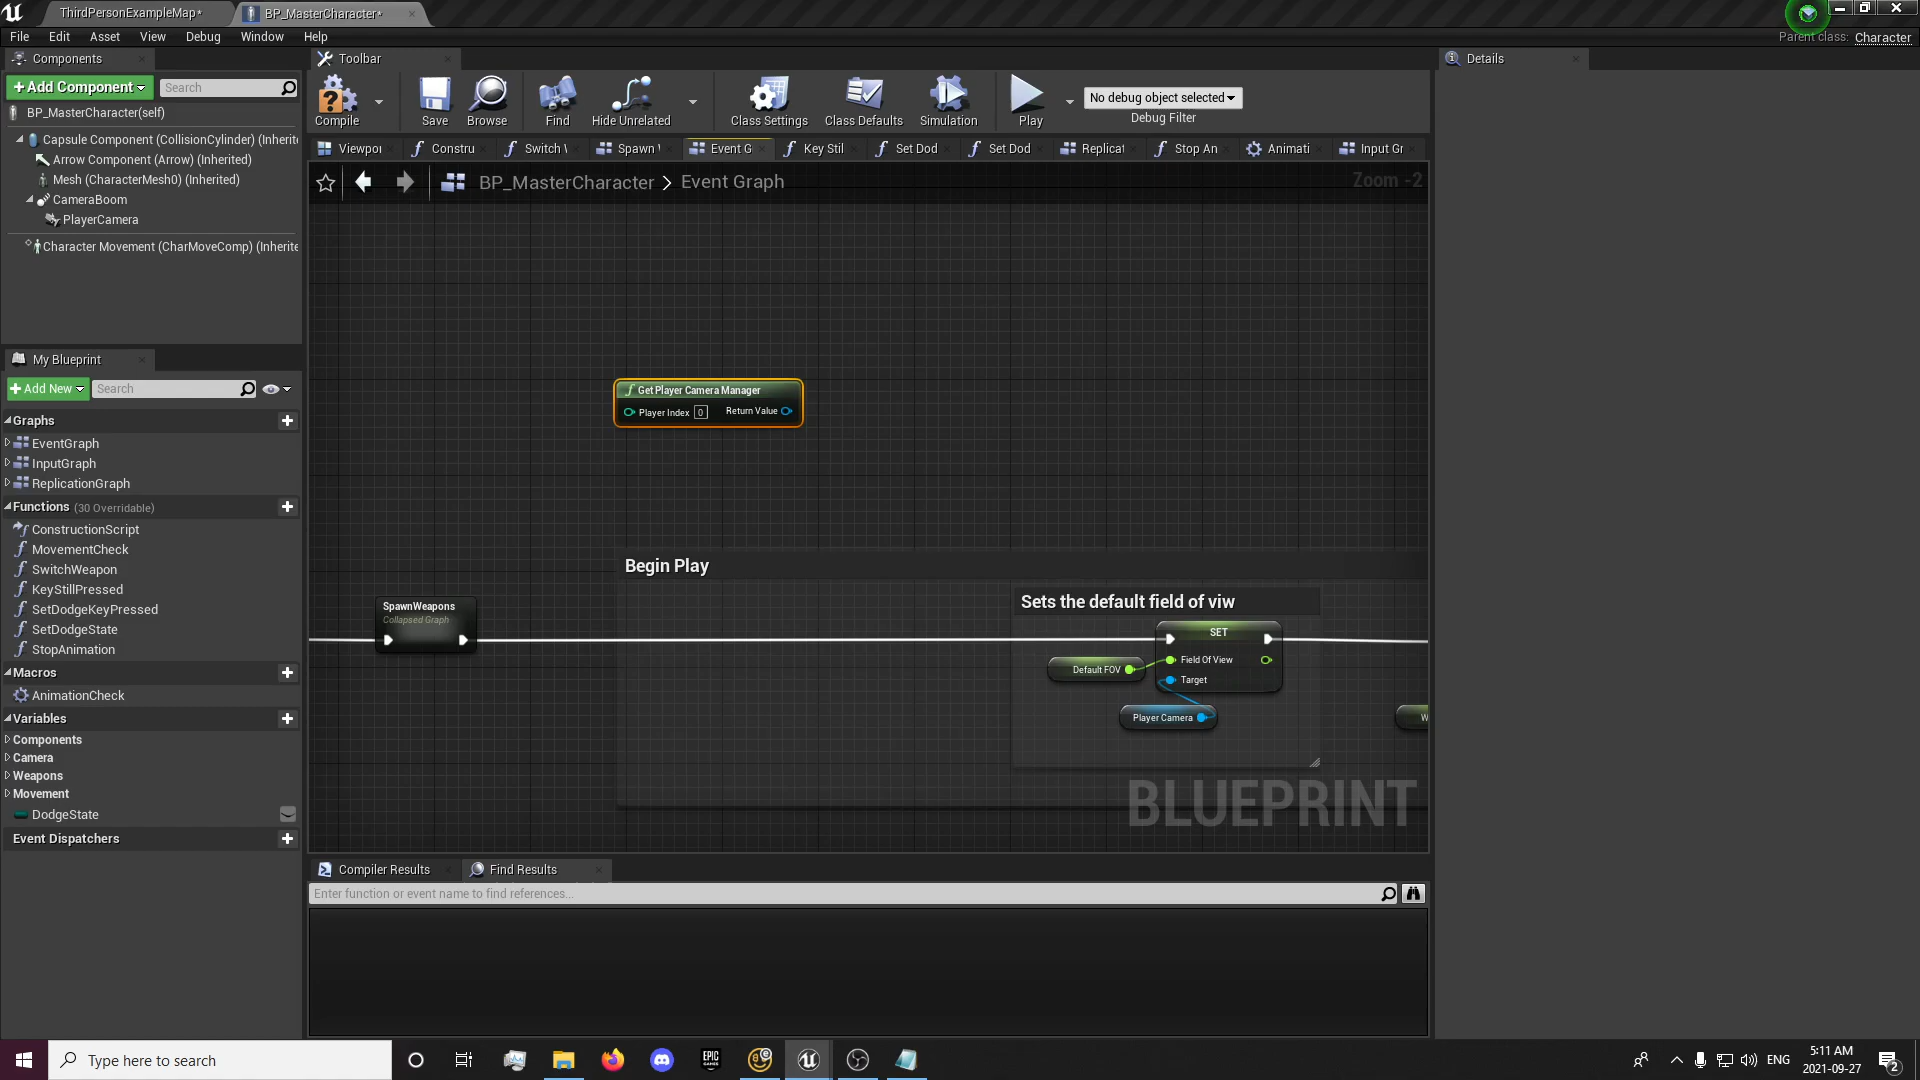 ThirdPersonExampleMap*
BP_MasterCharacter*
File Edit Asset View Debug Window Help
Parent class: Character
Components
Toolbar
Details
+Add Component
Search
BP_MasterCharacter(self)
Capsule Component (CollisionCylinder) (Inherit
Arrow Component (Arrow) (Inherited)
Mesh (CharacterMesh0) (Inherited)
CameraBoom
PlayerCamera
Character Movement (CharMoveComp) (Inherite
Compile
Save
Browse
Find
Hide Unrelated
Class Settings
Class Defaults
Simulation
Play
No debug object selected
Debug Filter
Viewpor
Constru
Switch W
Spawn W
Event G
Key Stil
Set Dod
Set Dod
Replicat
Stop An
Animati
Input Gr
BP_MasterCharacter > Event Graph
Zoom -2
My Blueprint
+Add New
Search
Graphs
EventGraph
InputGraph
ReplicationGraph
Functions (30 Overridable)
ConstructionScript
MovementCheck
SwitchWeapon
KeyStillPressed
SetDodgeKeyPressed
SetDodgeState
StopAnimation
Macros
AnimationCheck
Variables
Components
Camera
Weapons
Movement
DodgeState
Event Dispatchers
Get Player Camera Manager
Player Index 0 Return Value
Begin Play
SpawnWeapons
Collapsed Graph
Sets the default field of viw
SET
Default FOV
Field Of View
Target
Player Camera
W
BLUEPRINT
Compiler Results
Find Results
Enter function or event name to find references...
Type here to search
EPIC GAMES
ENG
5:11 AM
2021-09-27
2